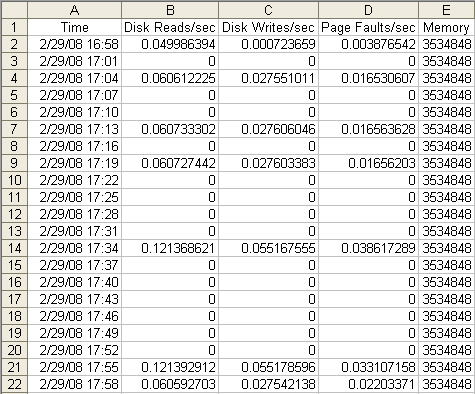 A B C D E
1 Time Disk Reads/sec Disk Writes/sec Page Faults/sec Memory
2 2/29/08 16:58 0.049986394 0.000723659 0.003876542 3534848
3 2/29/08 17:01 0 0 0 3534848
4 2/29/08 17:04 0.060612225 0.027551011 0.016530607 3534848
5 2/29/08 17:07 0 0 0 3534848
6 2/29/08 17:10 0 0 0 3534848
7 2/29/08 17:13 0.060733302 0.027606046 0.016563628 3534848
8 2/29/08 17:16 0 0 0 3534848
9 2/29/08 17:19 0.060727442 0.027603383 0.01656203 3534848
10 2/29/08 17:22 0 0 0 3534848
11 2/29/08 17:25 0 0 0 3534848
12 2/29/08 17:28 0 0 0 3534848
13 2/29/08 17:31 0 0 0 3534848
14 2/29/08 17:34 0.121368621 0.055167555 0.038617289 3534848
15 2/29/08 17:37 0 0 0 3534848
16 2/29/08 17:40 0 0 0 3534848
17 2/29/08 17:43 0 0 0 3534848
18 2/29/08 17:46 0 0 0 3534848
19 2/29/08 17:49 0 0 0 3534848
20 2/29/08 17:52 0 0 0 3534848
21 2/29/08 17:55 0.121392912 0.055178596 0.033107158 3534848
22 2/29/08 17:58 0.060592703 0.027542138 0.02203371 3534848